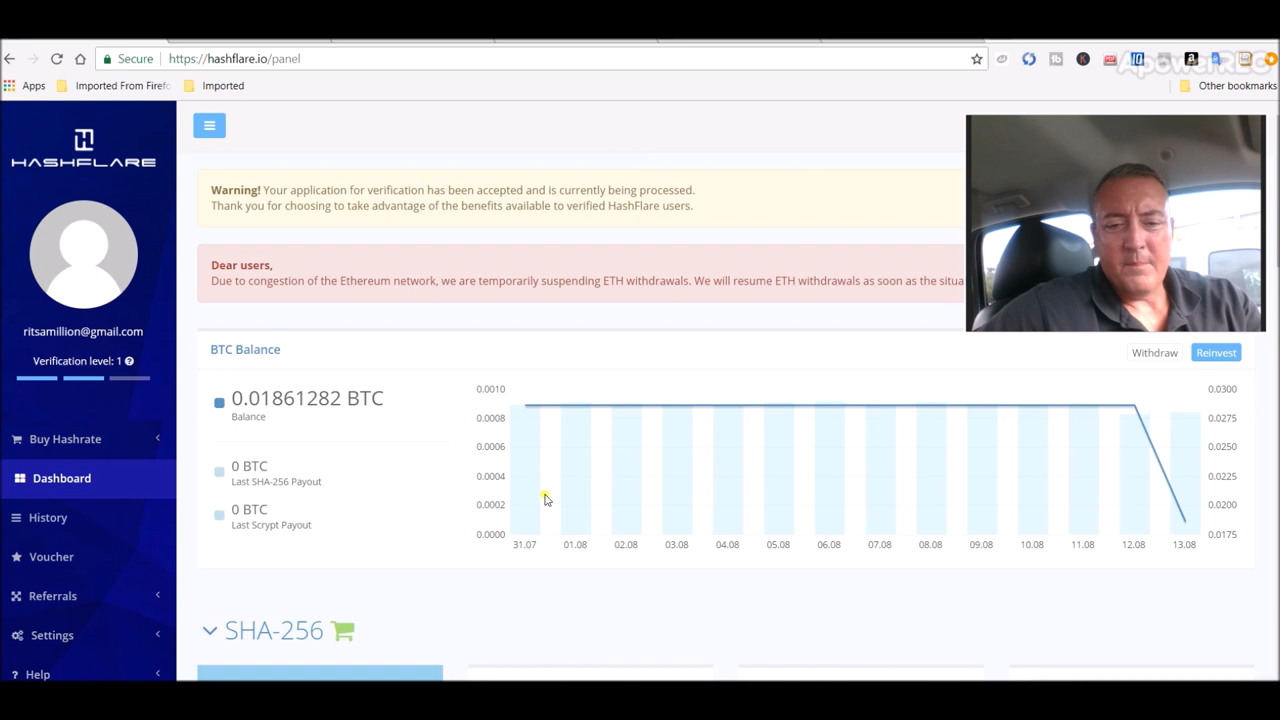 ApowerREC
Secure
https://hashflare.io/panel
Apps
Imported From Firefo
Imported
Other bookmarks
HASHFLARE
Warning! Your application for verification has been accepted and is currently being processed.
Thank you for choosing to take advantage of the benefits available to verified HashFlare users.
Dear users,
Due to congestion of the Ethereum network, we are temporarily suspending ETH withdrawals. We will resume ETH withdrawals as soon as the situa
ritsamillion@gmail.com
Verification level: 1 ?
BTC Balance
Withdraw
Reinvest
0.01861282 BTC
Balance
0 BTC
Last SHA-256 Payout
0 BTC
Last Scrypt Payout
0.0010
0.0008
0.0006
0.0004
0.0002
0.0000
0.0300
0.0275
0.0250
0.0225
0.0200
0.0175
31.07 01.08 02.08 03.08 04.08 05.08 06.08 07.08 08.08 09.08 10.08 11.08 12.08 13.08
Buy Hashrate
Dashboard
History
Voucher
Referrals
Settings
? Help
SHA-256